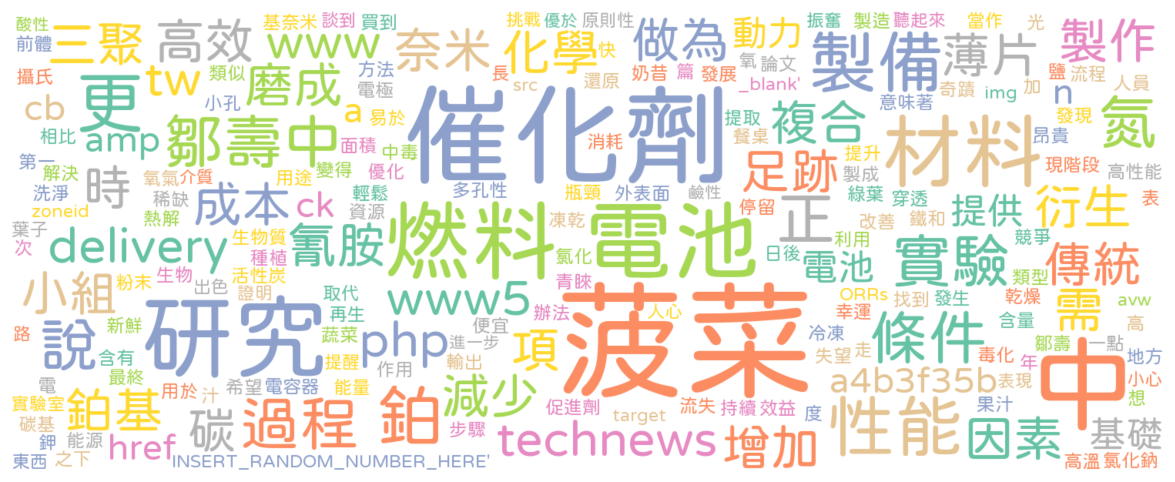 酸性 三聚 高效 基奈米 談到 買到 奈米 挑戰 優於 原則性 振奮 製造 聽起來 當作 光 製作
前體 www 化學 快 做為 動力 氧 論文 製備 薄片
攝氏 更 tw 類似 磨成 方法 長 src 還原 奶昔 篇 發展 _blank' 奇蹟 img 加 鹽 流程 人員
cb 小孔 電極 催化劑 提取 複合 意味著 n 發現 氮
相比 amp 鄒壽中 a 易於 面積 中毒 消耗 餐桌 材料 昂貴
第一 解決 變得 優化 足跡 提升 製成 現階段 高性能
洗淨 時 氧氣 介質 用途 輕鬆 多孔性 瓶頸 外表面 鹼性 停留 綠葉 穿透 表
zoneid 稀缺 成本 ck 資源 正 改善 鐵和 提供 衍生
葉子 熱解 燃料電池 凍乾 日後 利用 競爭
次 delivery 生物質 種植 氰胺 氯化 電池 實驗 類型 傳統
小組 粉末 生物 活性炭 青睞 發生 乾燥 avw
出色 證明 取代 www5 辦法 菠菜 人心 ORRs 找到 幸運 含量 需 高
路 新鮮 研究 再生 便宜 冷凍 條件
說 蔬菜 php 進一步 項 失望 走 毒化 鄒壽 一點
含有 提醒 作用 輸出 年 地方
電 最終 用於 汁 希望 電容器 能量 減少 a4b3f35b 表現 中 小心
實驗室 鉑基 碳 過程 鉑 促進劑 target 流失 持續 效益 度 果汁 想
碳基 步驟 性能 因素 基礎
鉀 能源 href technews 增加
東西 之下 'INSERT_RANDOM_NUMBER_HERE' 高溫 氯化鈉